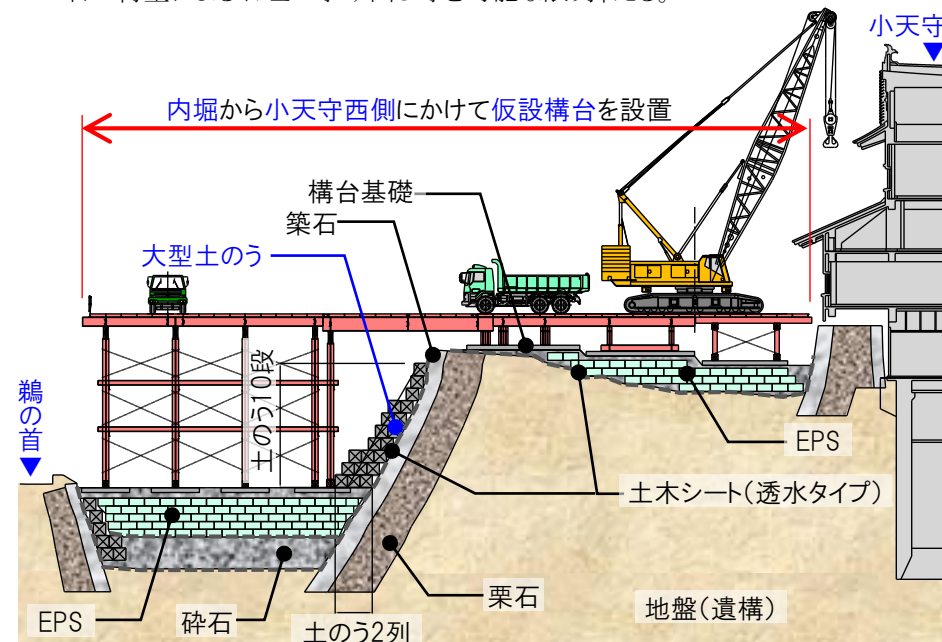 小天守
内堀から小天守西側にかけて仮設構台を設置
構台基礎
築石
大型土のう
土のう10段
鵜の首
EPS
土木シート(透水タイプ)
栗石
地盤(遺構)
EPS
砕石
土のう2列